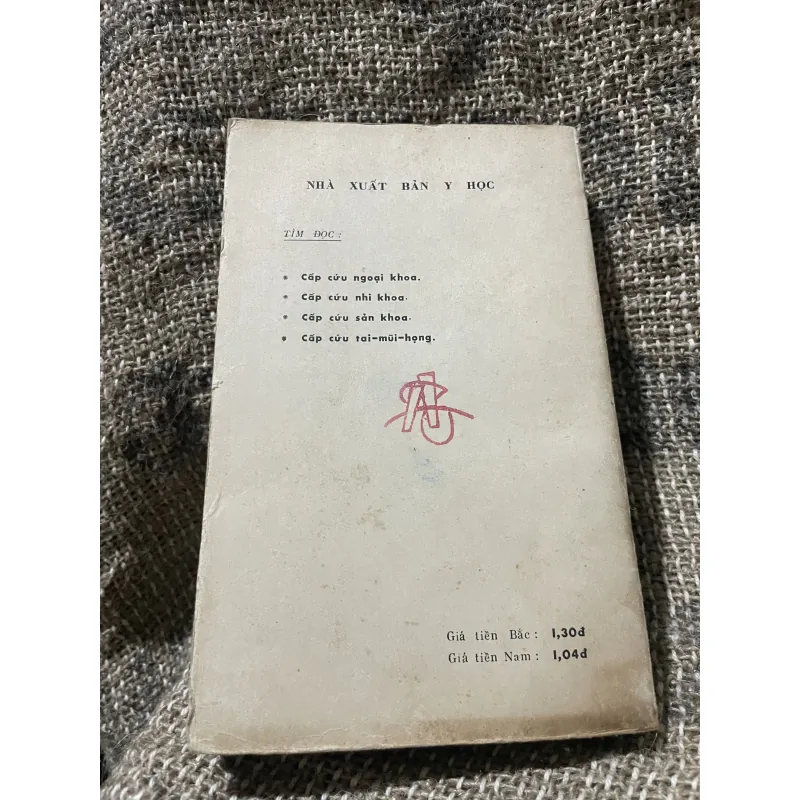 NHÀ XUẤT BẢN Y HỌC
TÌM ĐỌC :
• Cấp cứu ngoại khoa.
• Cấp cứu nhi khoa.
• Cấp cứu sản khoa.
• Cấp cứu tai-mũi-họng.
Giá tiền Bắc : 1,30đ
Giá tiền Nam : 1,04đ